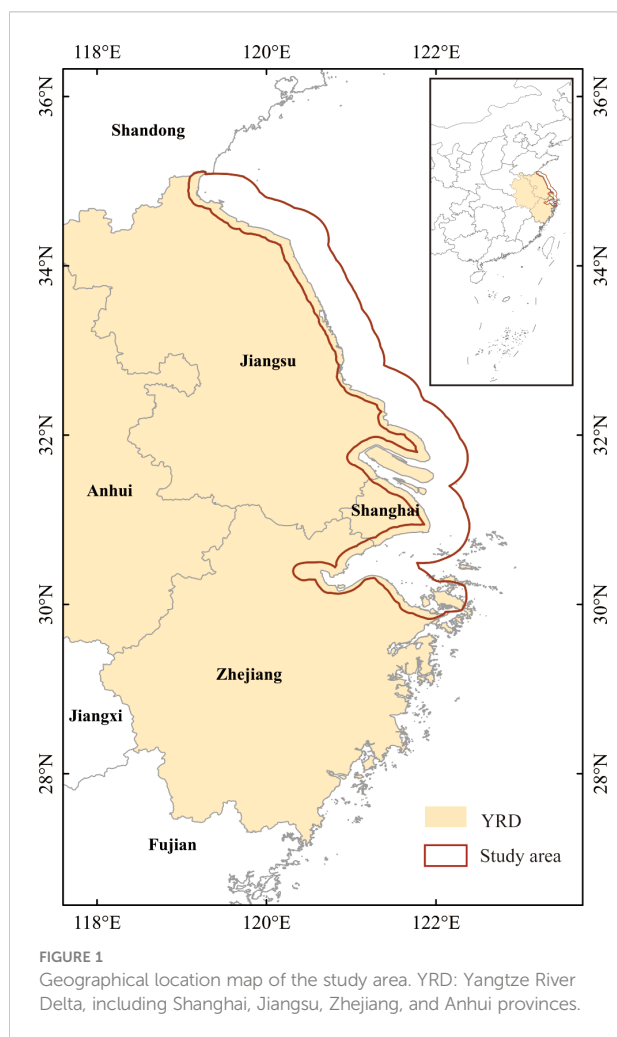 118°E 120°E 122°E
36°N 36°N
Shandong
34°N 34°N
Jiangsu
32°N 32°N
Anhui
Shanghai
30°N 30°N
Zhejiang
Jiangxi
28°N 28°N
YRD
Fujian
Study area
118°E 120°E 122°E
FIGURE 1
Geographical location map of the study area. YRD: Yangtze River
Delta, including Shanghai, Jiangsu, Zhejiang, and Anhui provinces.